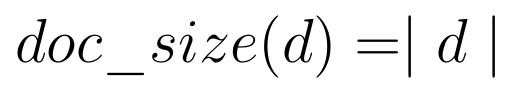 doc_size(d) =| d |